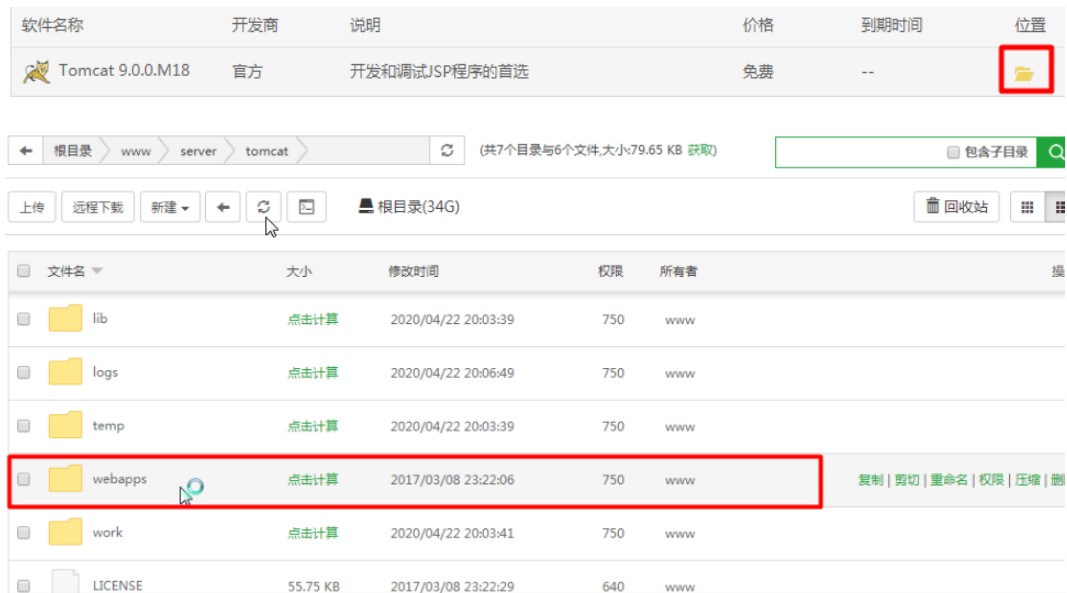 软件名称 开发商 说明 价格 到期时间 位置
Tomcat 9.0.0.M18 官方 开发和调试JSP程序的首选 免费 --
根目录 www server tomcat (共7个目录与6个文件,大小:79.65 KB 获取) 包含子目录
上传 远程下载 新建 根目录(34G) 回收站
文件名 大小 修改时间 权限 所有者 操
lib 点击计算 2020/04/22 20:03:39 750 www
logs 点击计算 2020/04/22 20:06:49 750 www
temp 点击计算 2020/04/22 20:03:39 750 www
webapps 点击计算 2017/03/08 23:22:06 750 www 复制 | 剪切 | 重命名 | 权限 | 压缩 | 删
work 点击计算 2020/04/22 20:03:41 750 www
LICENSE 55.75 KB 2017/03/08 23:22:29 640 www